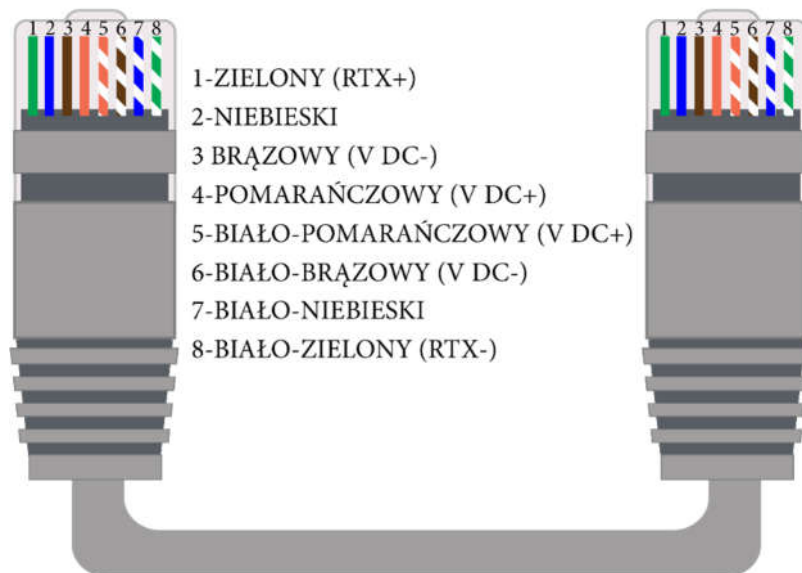 1 2 3 4 5 6 7 8
1 2 3 4 5 6 7 8
1-ZIELONY (RTX+)
2-NIEBIESKI
3 BRĄZOWY (V DC-)
4-POMARAŃCZOWY (V DC+)
5-BIAŁO-POMARAŃCZOWY (V DC+)
6-BIAŁO-BRĄZOWY (V DC-)
7-BIAŁO-NIEBIESKI
8-BIAŁO-ZIELONY (RTX-)